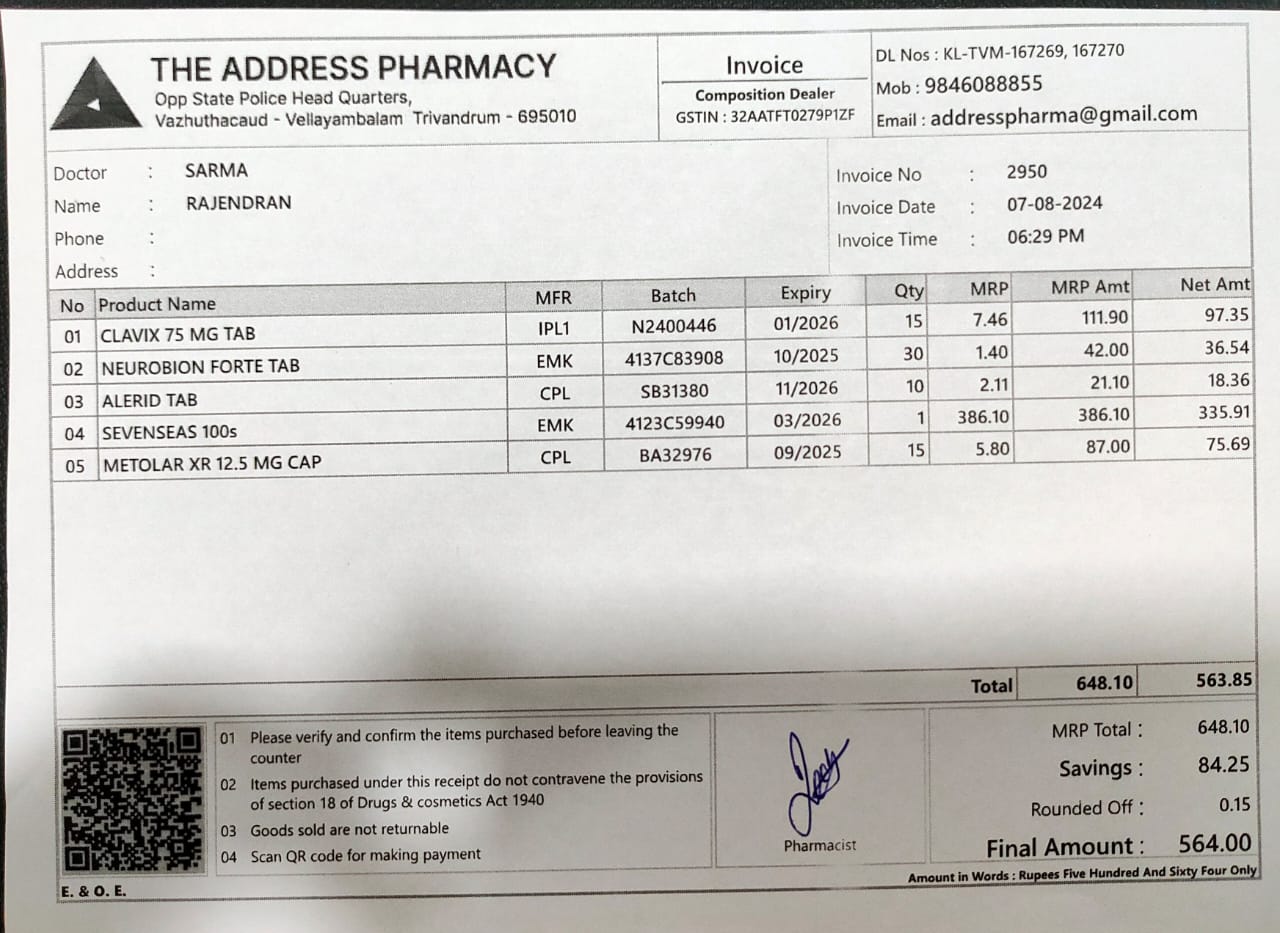 THE ADDRESS PHARMACY
Opp State Police Head Quarters,
Vazhuthacaud - Vellayambalam Trivandrum - 695010
Invoice
Composition Dealer
GSTIN : 32AATFT0279P1ZF
DL Nos : KL-TVM-167269, 167270
Mob : 9846088855
Email : addresspharma@gmail.com
Doctor : SARMA
Name : RAJENDRAN
Phone :
Address :
Invoice No : 2950
Invoice Date : 07-08-2024
Invoice Time : 06:29 PM
No Product Name MFR Batch Expiry Qty MRP MRP Amt Net Amt
01 CLAVIX 75 MG TAB IPL1 N2400446 01/2026 15 7.46 111.90 97.35
02 NEUROBION FORTE TAB EMK 4137C83908 10/2025 30 1.40 42.00 36.54
03 ALERID TAB CPL SB31380 11/2026 10 2.11 21.10 18.36
04 SEVENSEAS 100s EMK 4123C59940 03/2026 1 386.10 386.10 335.91
05 METOLAR XR 12.5 MG CAP CPL BA32976 09/2025 15 5.80 87.00 75.69
Total 648.10 563.85
01 Please verify and confirm the items purchased before leaving the
counter
02 Items purchased under this receipt do not contravene the provisions
of section 18 of Drugs & cosmetics Act 1940
03 Goods sold are not returnable
04 Scan QR code for making payment
E. & O. E.
Pharmacist
MRP Total : 648.10
Savings : 84.25
Rounded Off : 0.15
Final Amount : 564.00
Amount in Words : Rupees Five Hundred And Sixty Four Only